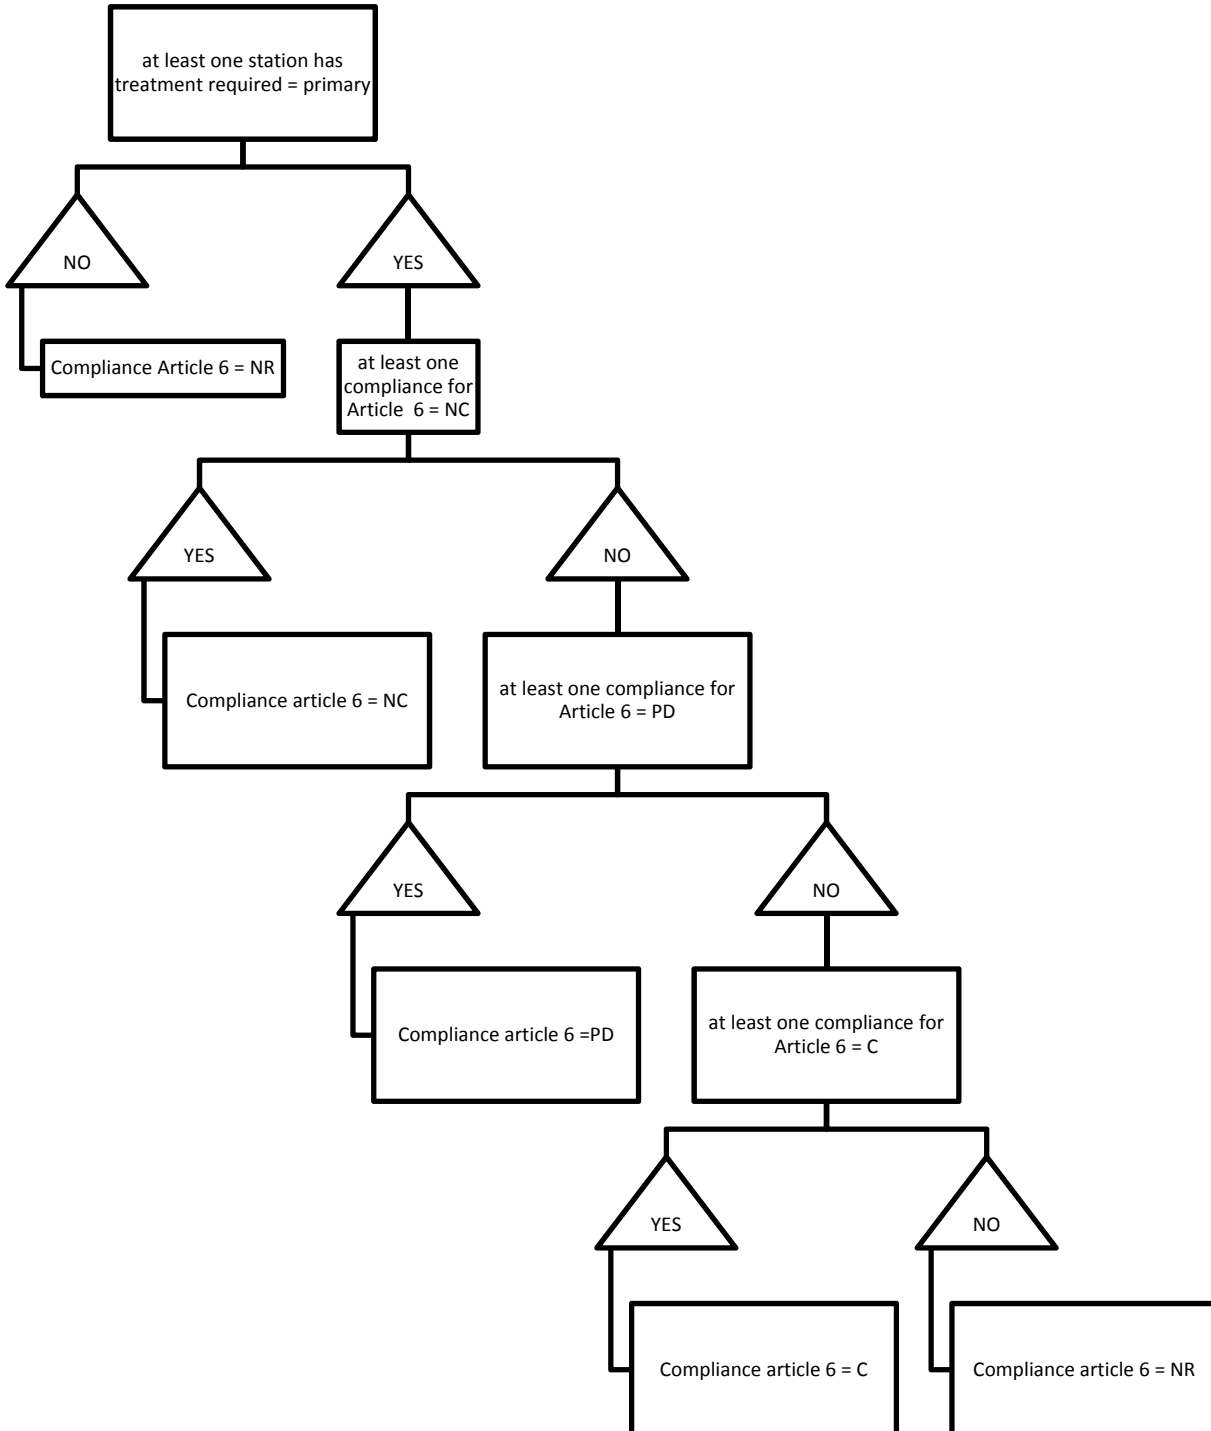 at least one station has
treatment required = primary
NO
YES
Compliance Article 6 = NR
at least one
compliance for
Article  6 = NC
YES
NO
Compliance article 6 = NC
at least one compliance for
Article 6 = PD
YES
NO
Compliance article 6 =PD
at least one compliance for
Article 6 = C
YES
NO
Compliance article 6 = C
Compliance article 6 = NR